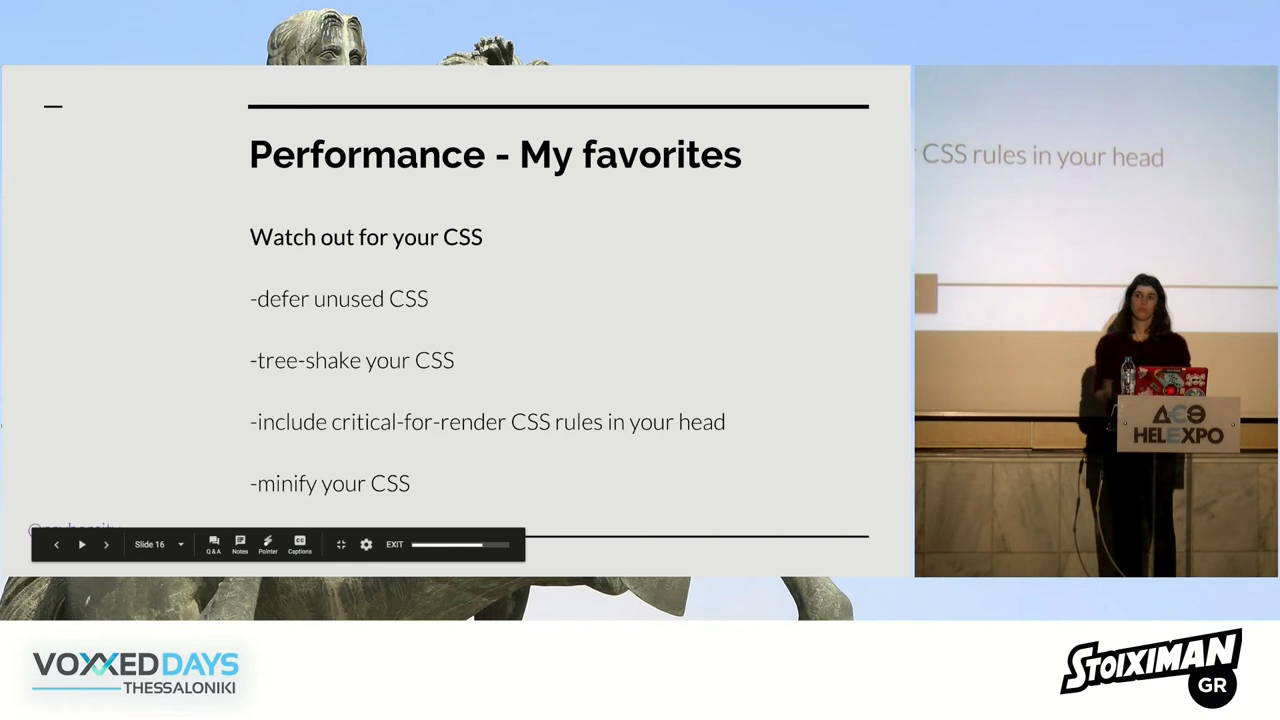 Performance - My favorites
Watch out for your CSS
-defer unused CSS
-tree-shake your CSS
-include critical-for-render CSS rules in your head
-minify your CSS
Slide 16
Q&A
Notes
Pointer
Captions
EXIT
CSS rules in your head
ΔΕΘ
HELEXPO
VOXXED DAYS
THESSALONIKI
STOIXIMAN
GR